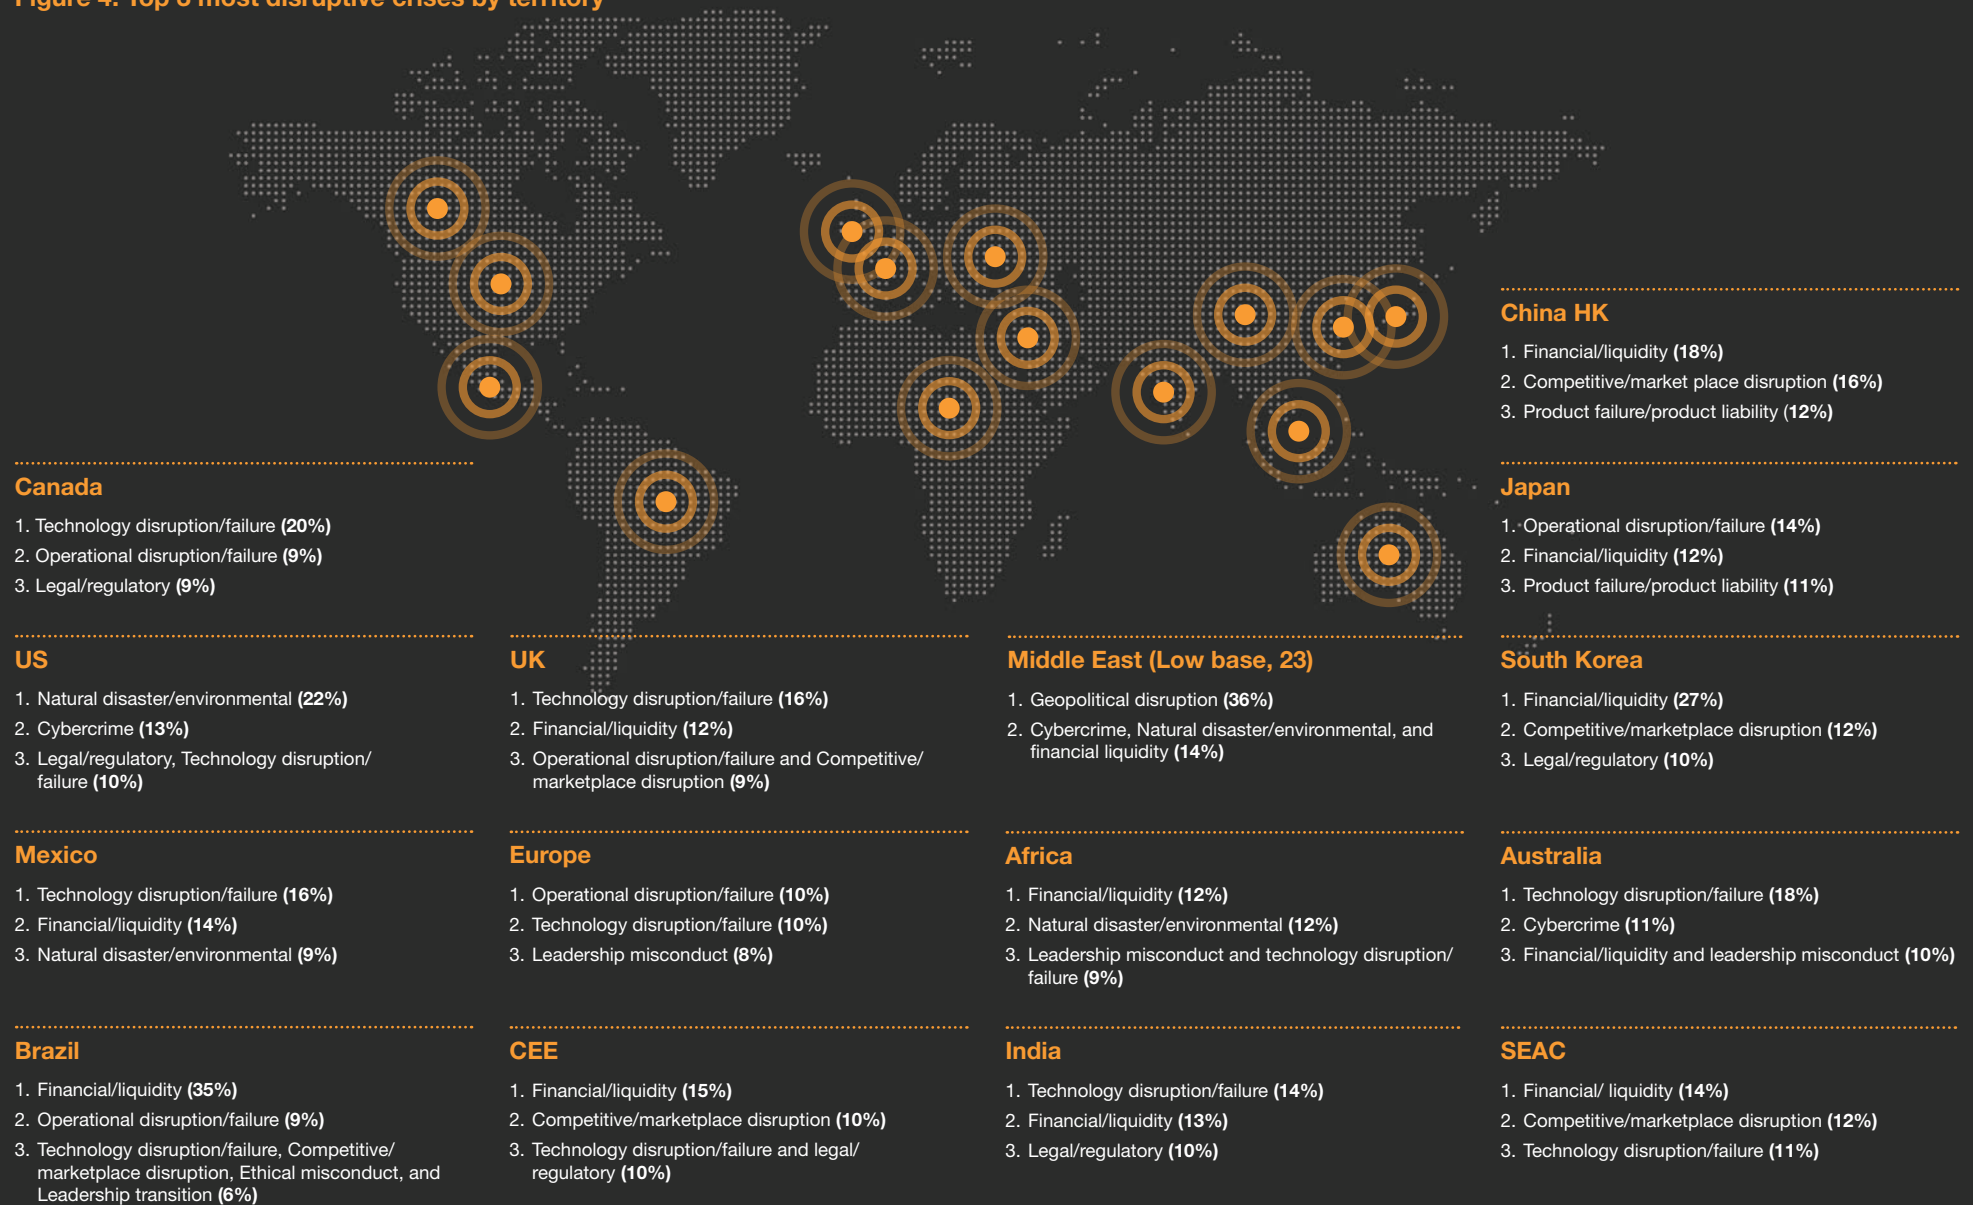 Figure 4: Top 3 most disruptive crises by territory
China HK
1. Financial/liquidity (18%)
2. Competitive/market place disruption (16%)
3. Product failure/product liability (12%)
Canada
1. Technology disruption/failure (20%)
2. Operational disruption/failure (9%)
3. Legal/regulatory (9%)
Japan
1. Operational disruption/failure (14%)
2. Financial/liquidity (12%)
3. Product failure/product liability (11%)
US
1. Natural disaster/environmental (22%)
2. Cybercrime (13%)
3. Legal/regulatory, Technology disruption/
failure (10%)
UK
1. Technology disruption/failure (16%)
2. Financial/liquidity (12%)
3. Operational disruption/failure and Competitive/
marketplace disruption (9%)
Middle East (Low base, 23)
1. Geopolitical disruption (36%)
2. Cybercrime, Natural disaster/environmental, and
financial liquidity (14%)
South Korea
1. Financial/liquidity (27%)
2. Competitive/marketplace disruption (12%)
3. Legal/regulatory (10%)
Mexico
1. Technology disruption/failure (16%)
2. Financial/liquidity (14%)
3. Natural disaster/environmental (9%)
Europe
1. Operational disruption/failure (10%)
2. Technology disruption/failure (10%)
3. Leadership misconduct (8%)
Africa
1. Financial/liquidity (12%)
2. Natural disaster/environmental (12%)
3. Leadership misconduct and technology disruption/
failure (9%)
Australia
1. Technology disruption/failure (18%)
2. Cybercrime (11%)
3. Financial/liquidity and leadership misconduct (10%)
Brazil
1. Financial/liquidity (35%)
2. Operational disruption/failure (9%)
3. Technology disruption/failure, Competitive/
marketplace disruption, Ethical misconduct, and
Leadership transition (6%)
CEE
1. Financial/liquidity (15%)
2. Competitive/marketplace disruption (10%)
3. Technology disruption/failure and legal/
regulatory (10%)
India
1. Technology disruption/failure (14%)
2. Financial/liquidity (13%)
3. Legal/regulatory (10%)
SEAC
1. Financial/ liquidity (14%)
2. Competitive/marketplace disruption (12%)
3. Technology disruption/failure (11%)